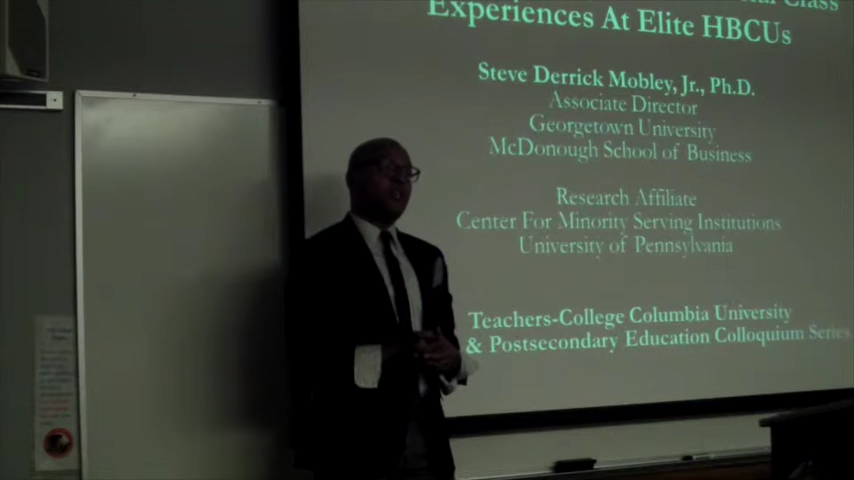 Class
Experiences At Elite HBCUs
Steve Derrick Mobley, Jr., Ph.D.
Associate Director
Georgetown University
McDonough School of Business
Research Affiliate
Center For Minority Serving Institutions
University of Pennsylvania
Teachers-College Columbia University
& Postsecondary Education Colloquium Series